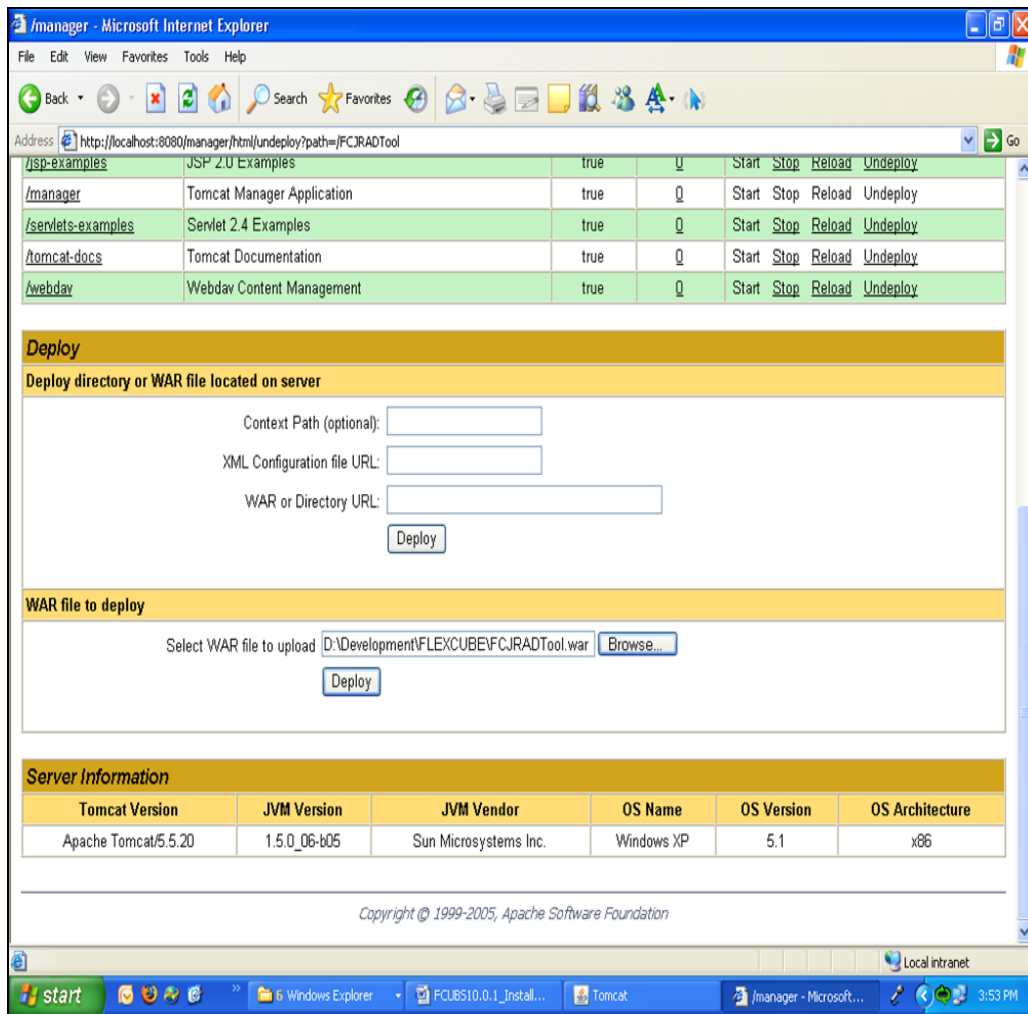 /manager - Microsoft Internet Explorer
File Edit View Favorites Tools Help
Back Search Favorites
Address http://localhost:8080/manager/html/undeploy?path=/FCJRADTool Go
/jsp-examples JSP 2.0 Examples true 0 Start Stop Reload Undeploy
/manager Tomcat Manager Application true 0 Start Stop Reload Undeploy
/servlets-examples Servlet 2.4 Examples true 0 Start Stop Reload Undeploy
/tomcat-docs Tomcat Documentation true 0 Start Stop Reload Undeploy
/webdav Webdav Content Management true 0 Start Stop Reload Undeploy
Deploy
Deploy directory or WAR file located on server
Context Path (optional):
XML Configuration file URL:
WAR or Directory URL:
Deploy
WAR file to deploy
Select WAR file to upload D:\Development\FLEXCUBE\FCJRADTool.war Browse...
Deploy
Server Information
Tomcat Version JVM Version JVM Vendor OS Name OS Version OS Architecture
Apache Tomcat/5.5.20 1.5.0_06-b05 Sun Microsystems Inc. Windows XP 5.1 x86
Copyright © 1999-2005, Apache Software Foundation
Local intranet
start » 6 Windows Explorer FCUBS10.0.1_Install... Tomcat /manager - Microsoft... 3:53 PM